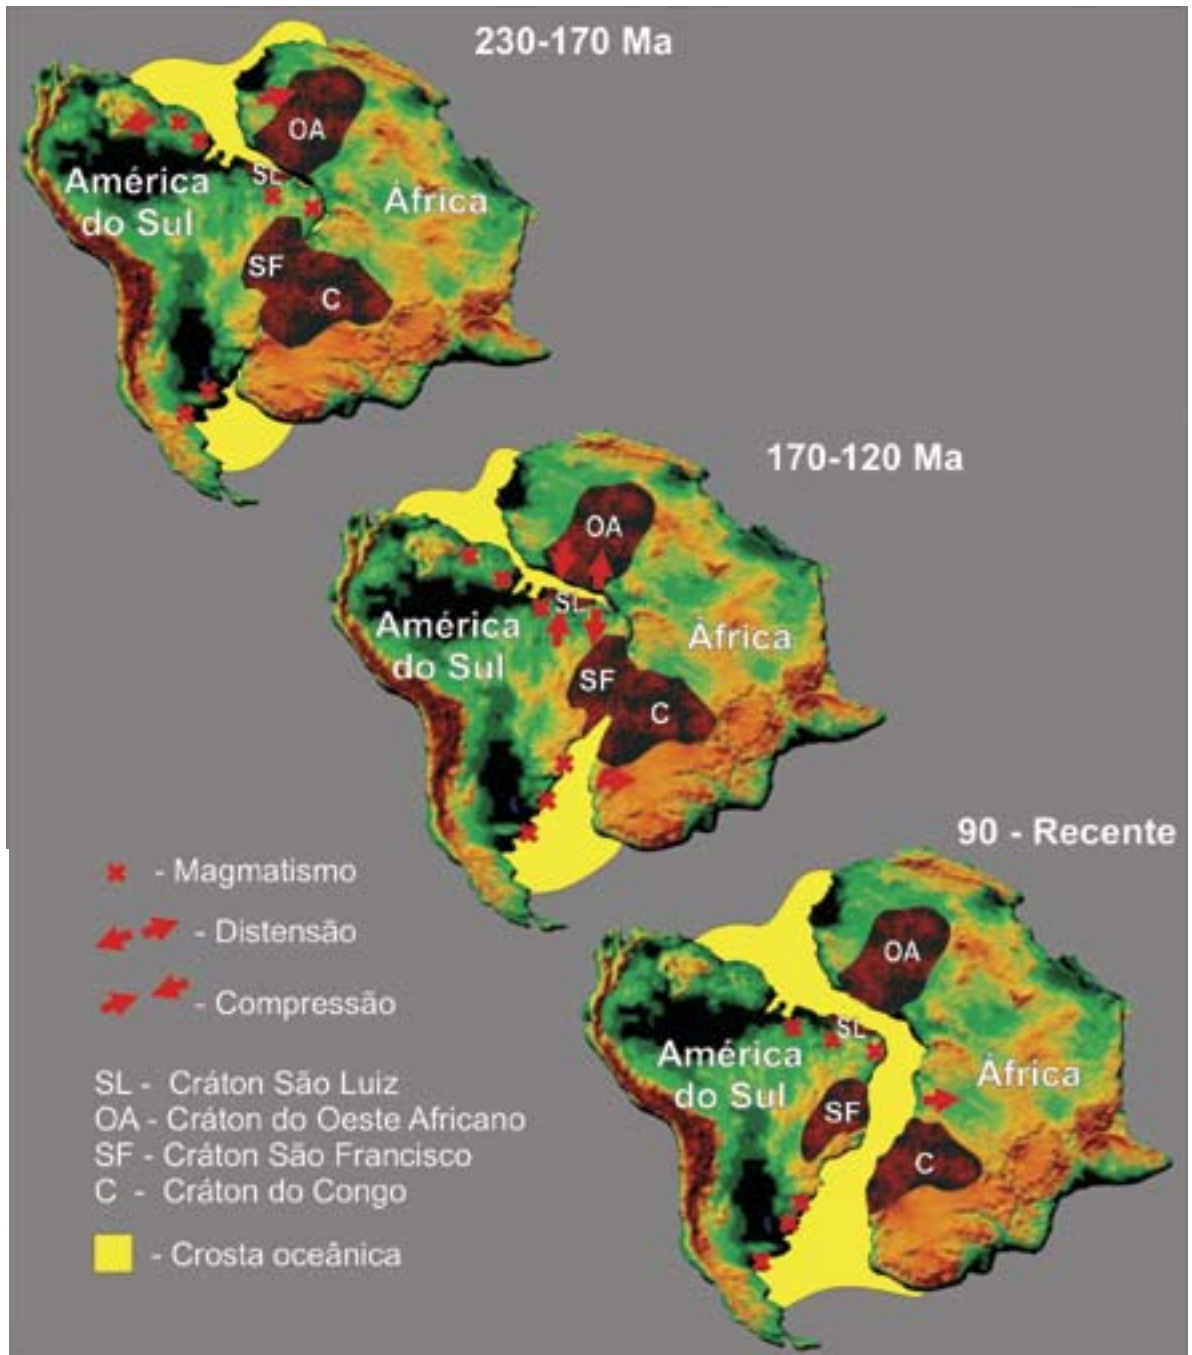 230-170 Ma
OA
SL
América
do Sul
África
SF
C
170-120 Ma
OA
SL
América
do Sul
África
SF
C
90 - Recente
OA
SL
América
do Sul
África
SF
C
- Magmatismo
- Distensão
- Compressão
SL - Cráton São Luiz
OA - Cráton do Oeste Africano
SF - Cráton São Francisco
C - Cráton do Congo
- Crosta oceânica